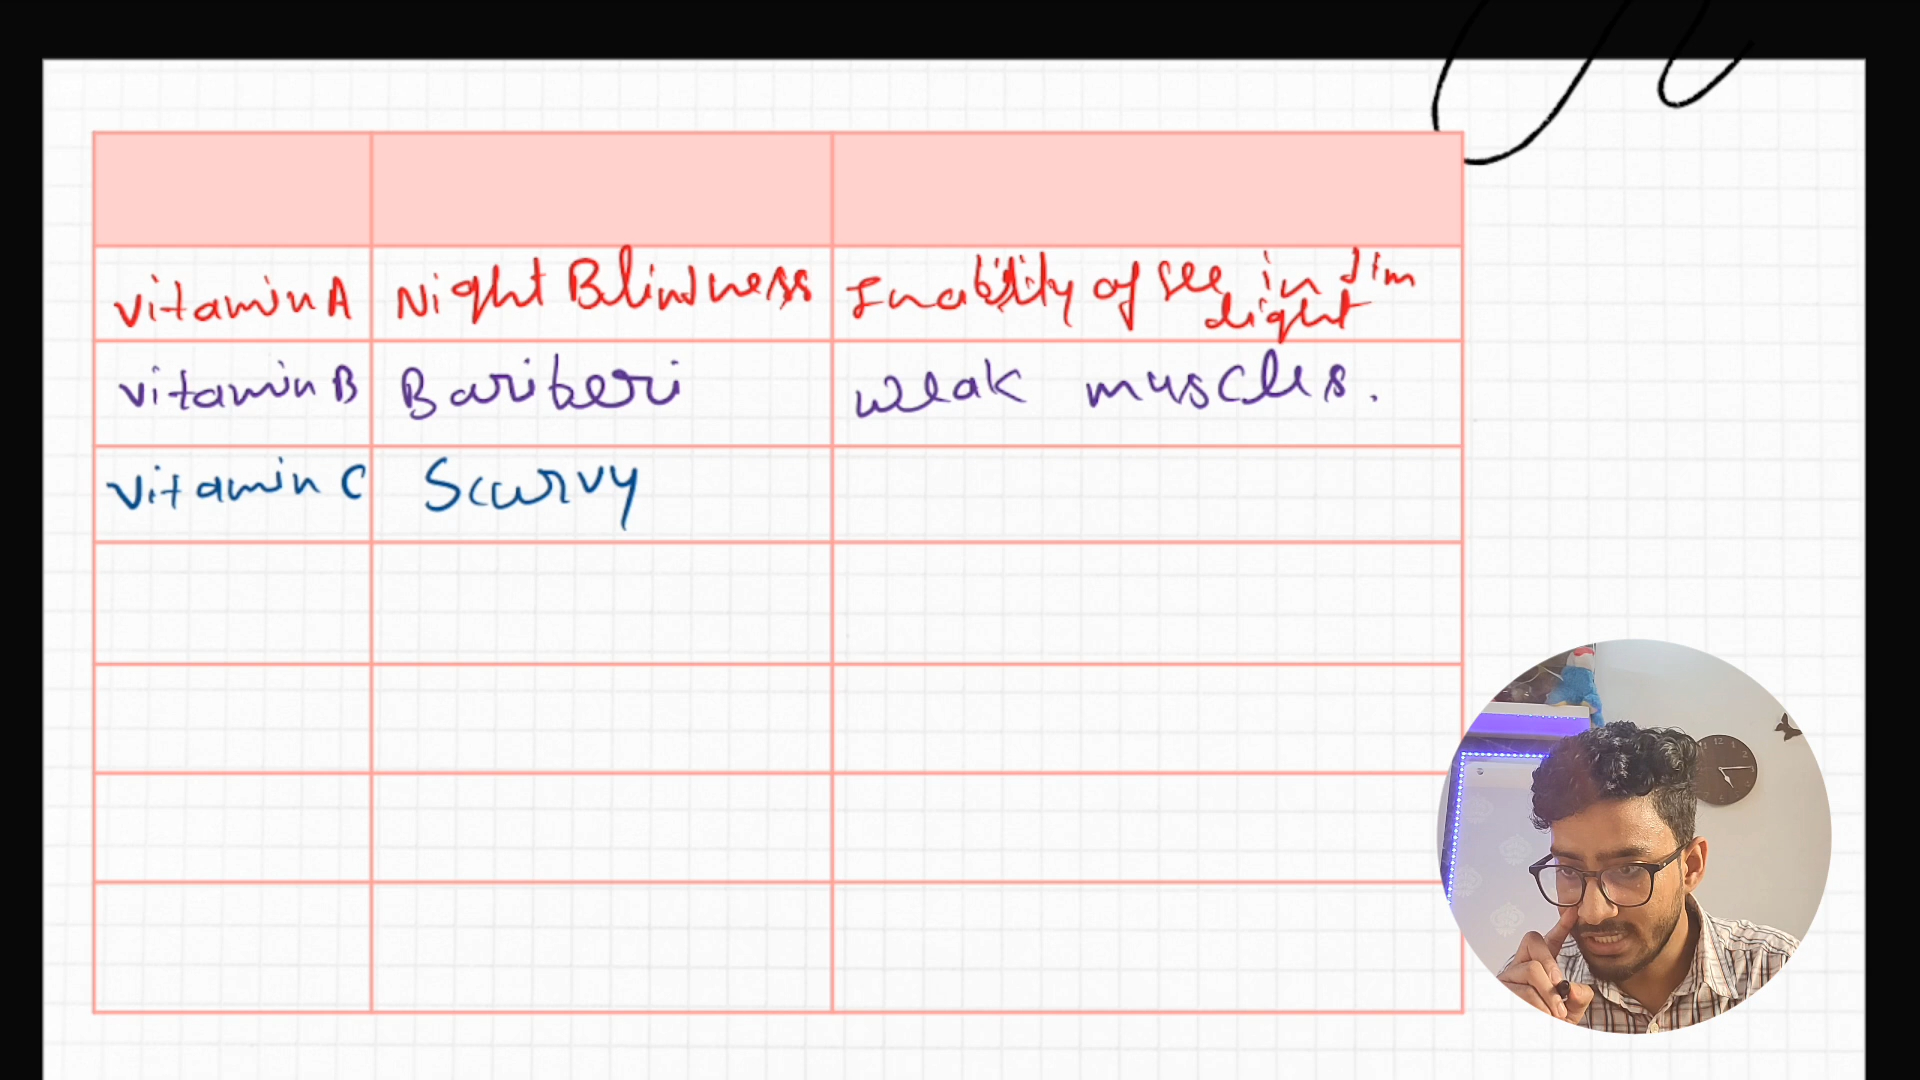 Vitamin A Night Blindness Inability of see in dim
light
Vitamin B Bariberi weak muscles.
Vitamin C Scurvy